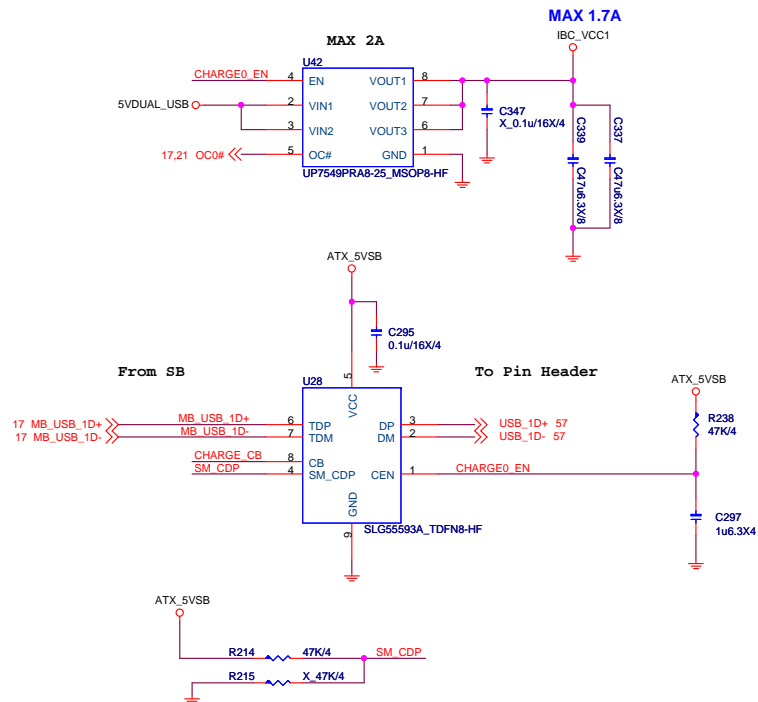 MAX 1.7A
IBC_VCC1
MAX 2A
U42
CHARGE0_EN
4 EN VOUT1 8
5VDUAL_USB
2 VIN1 VOUT2 7
3 VIN2 VOUT3 6
17,21 OC0#
5 OC# GND 1
UP7549PRA8-25_MSOP8-HF
C347
X_0.1u/16X/4
C339
C47u6.3X/8
C337
C47u6.3X/8
ATX_5VSB
C295
0.1u/16X/4
From SB
To Pin Header
U28
5
VCC
17 MB_USB_1D+
MB_USB_1D+
6 TDP DP 3
USB_1D+ 57
17 MB_USB_1D-
MB_USB_1D-
7 TDM DM 2
USB_1D- 57
CHARGE_CB
8 CB
SM_CDP
4 SM_CDP CEN 1
CHARGE0_EN
GND
9
SLG55593A_TDFN8-HF
ATX_5VSB
R238
47K/4
C297
1u6.3X4
ATX_5VSB
R214 47K/4
SM_CDP
R215 X_47K/4